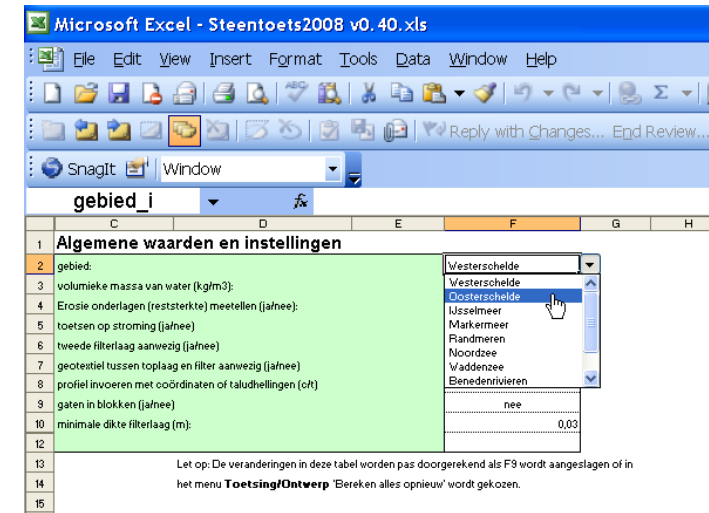 Microsoft Excel - Steentoets2008 v0.40.xls
File Edit View Insert Format Tools Data Window Help
Reply with Changes... End Review...
SnagIt Window
gebied_i fx
C D E F G H
1 Algemene waarden en instellingen
2 gebied: Westerschelde
3 volumieke massa van water (kg/m3): Westerschelde
4 Erosie onderlagen (reststerkte) meetellen (ja/nee): Oosterschelde
IJsselmeer
5 toetsen op stroming (ja/nee) Markermeer
6 tweede filterlaag aanwezig (ja/nee) Randmeren
Noordzee
7 geotextiel tussen toplaag en filter aanwezig (ja/nee) Waddenzee
8 profiel invoeren met coördinaten of taludhellingen (c/t) Benedenrivieren
9 gaten in blokken (ja/nee) nee
10 minimale dikte filterlaag (m): 0,03
12
13 Let op: De veranderingen in deze tabel worden pas doorgerekend als F9 wordt aangeslagen of in
14 het menu Toetsing/Ontwerp 'Bereken alles opnieuw' wordt gekozen.
15